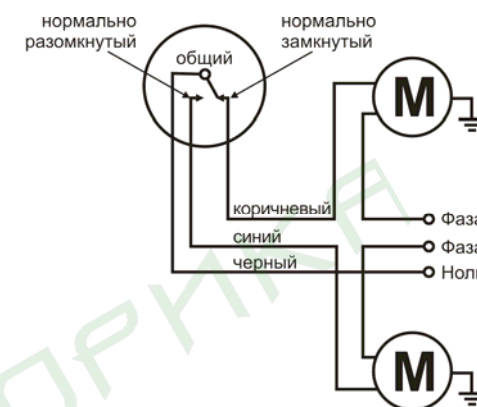 нормально
разомкнутый
нормально
замкнутый
общий
M
коричневый
Фаза
синий
Фаза
черный
M